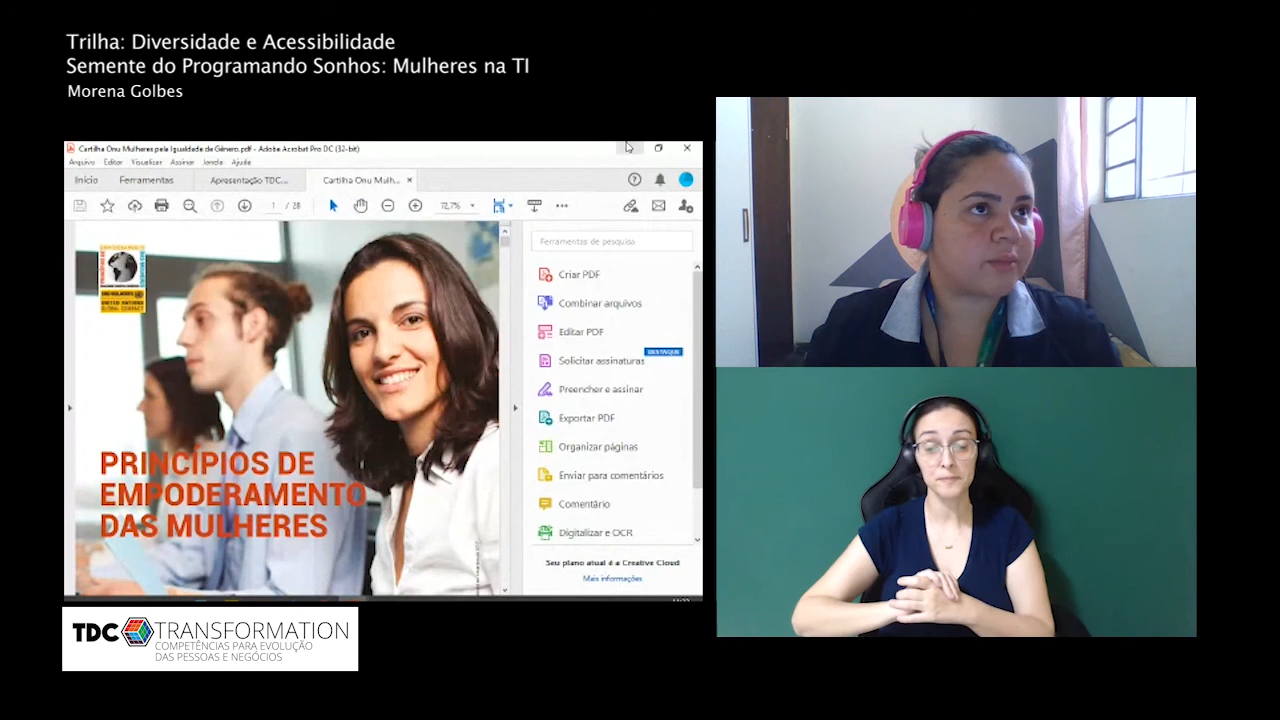 Trilha: Diversidade e Acessibilidade
Semente do Programando Sonhos: Mulheres na TI
Morena Golbes
Cartilha Onu Mulheres pela Igualdade de Gênero.pdf - Adobe Acrobat Pro DC (32-bit)
Arquivo Editar Visualizar Assinar Janela Ajuda
Início Ferramentas Apresentação TDC... Cartilha Onu Mulh... ×
1 / 28 72,7%
Ferramentas de pesquisa
Criar PDF
Combinar arquivos
Editar PDF
DESTAQUE
Solicitar assinaturas
Preencher e assinar
Exportar PDF
Organizar páginas
Enviar para comentários
Comentário
Digitalizar e OCR
Seu plano atual é a Creative Cloud
Mais informações
PRINCÍPIOS DE
EMPODERAMENTO
DAS MULHERES
TDC TRANSFORMATION
COMPETÊNCIAS PARA EVOLUÇÃO
DAS PESSOAS E NEGÓCIOS